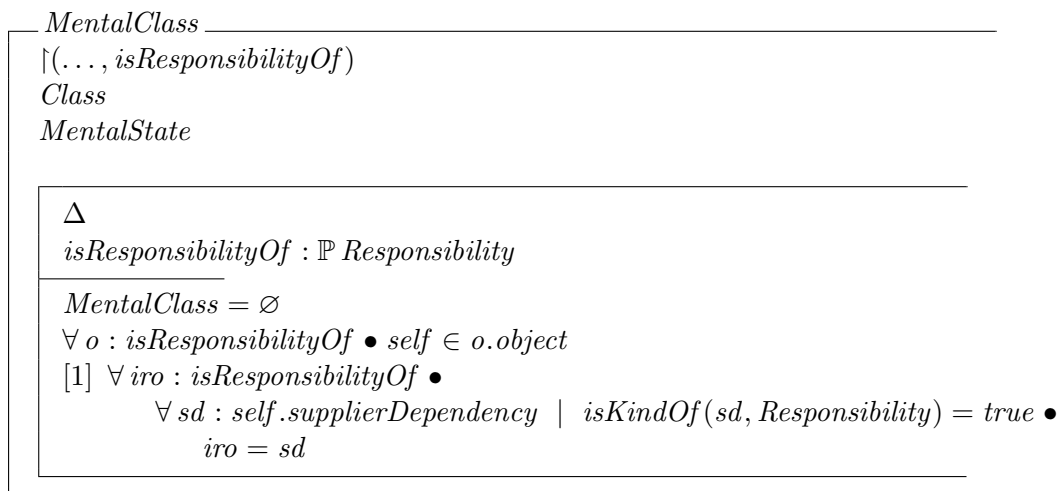 MentalClass
↾(. . . , isResponsibilityOf)
Class
MentalState
Δ
isResponsibilityOf : ℙ Responsibility
MentalClass = ∅
∀ o : isResponsibilityOf • self ∈ o.object
[1] ∀ iro : isResponsibilityOf •
∀ sd : self.supplierDependency | isKindOf(sd, Responsibility) = true •
iro = sd